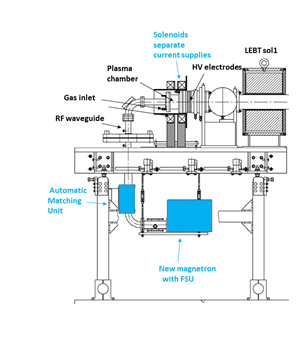 Solenoids
separate
current supplies
LEBT sol1
Plasma
chamber
HV electrodes
Gas inlet
RF waveguide
Automatic
Matching
Unit
New magnetron
with FSU